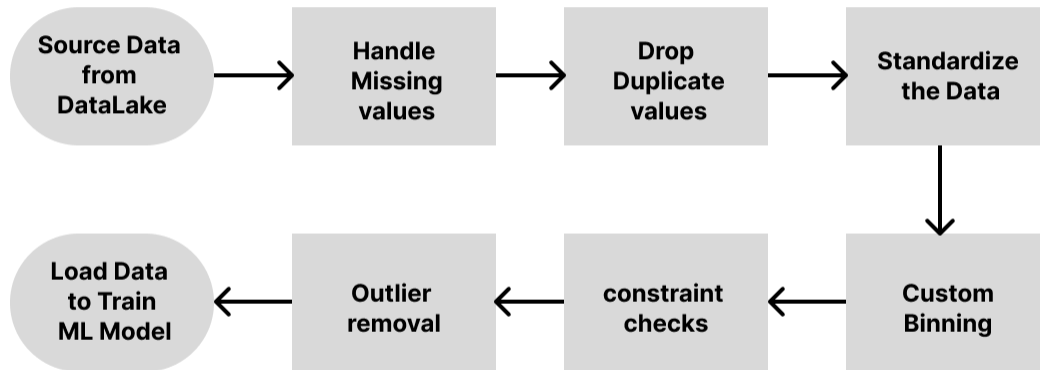 Source Data
from
DataLake
Handle
Missing
values
Drop
Duplicate
values
Standardize
the Data
Custom
Binning
constraint
checks
Outlier
removal
Load Data
to Train
ML Model